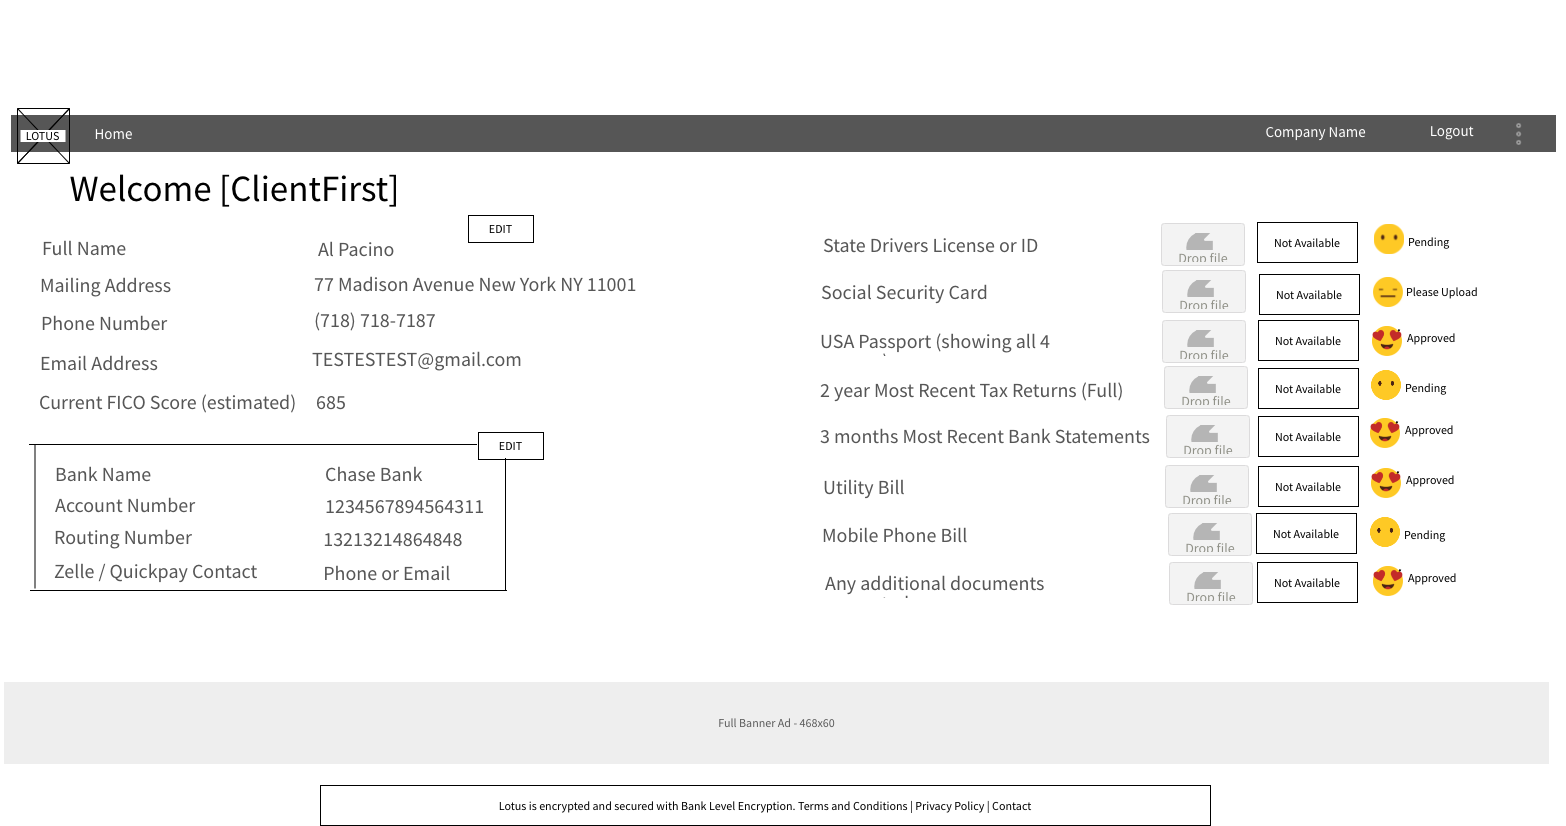 LOTUS
Home
Company Name
Logout
Welcome [ClientFirst]
EDIT
Full Name
Al Pacino
Mailing Address
77 Madison Avenue New York NY 11001
Phone Number
(718) 718-7187
Email Address
TESTESTEST@gmail.com
Current FICO Score (estimated)
685
EDIT
Bank Name
Chase Bank
Account Number
1234567894564311
Routing Number
13213214864848
Zelle / Quickpay Contact
Phone or Email
State Drivers License or ID
Drop file
Not Available
Pending
Social Security Card
Drop file
Not Available
Please Upload
USA Passport (showing all 4
Drop file
Not Available
Approved
2 year Most Recent Tax Returns (Full)
Drop file
Not Available
Pending
3 months Most Recent Bank Statements
Drop file
Not Available
Approved
Utility Bill
Drop file
Not Available
Approved
Mobile Phone Bill
Drop file
Not Available
Pending
Any additional documents
Drop file
Not Available
Approved
Full Banner Ad - 468x60
Lotus is encrypted and secured with Bank Level Encryption. Terms and Conditions | Privacy Policy | Contact